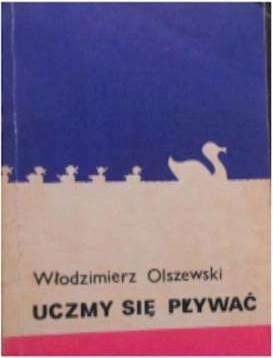 Włodzimierz Olszewski
UCZMY SIĘ PŁYWAĆ